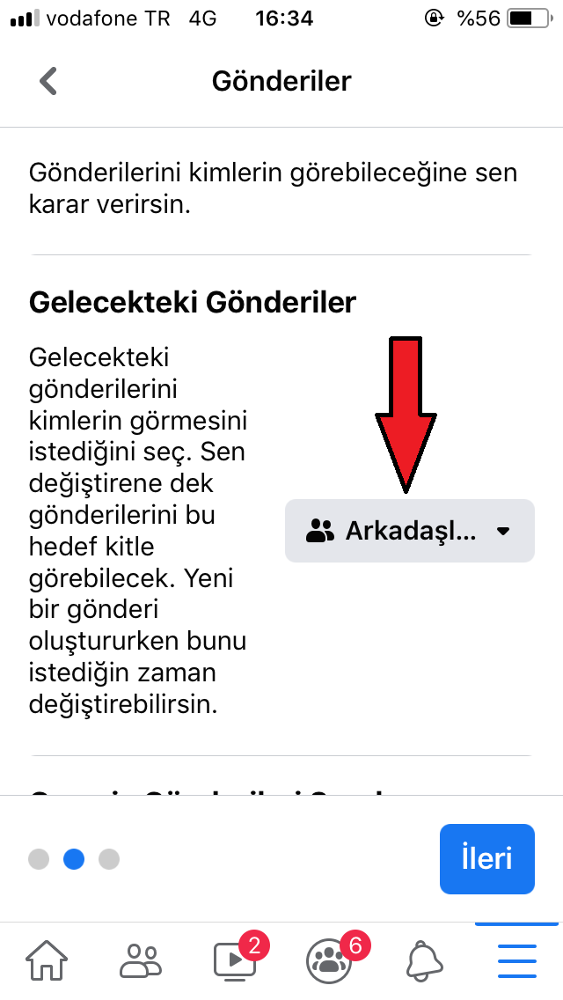 vodafone TR 4G 16:34 %56
Gönderiler
Gönderilerini kimlerin görebileceğine sen
karar verirsin.
Gelecekteki Gönderiler
Gelecekteki
gönderilerini
kimlerin görmesini
istediğini seç. Sen
değiştirene dek
gönderilerini bu
hedef kitle
görebilecek. Yeni
bir gönderi
oluştururken bunu
istediğin zaman
değiştirebilirsin.
Arkadaşl...
İleri
2
6